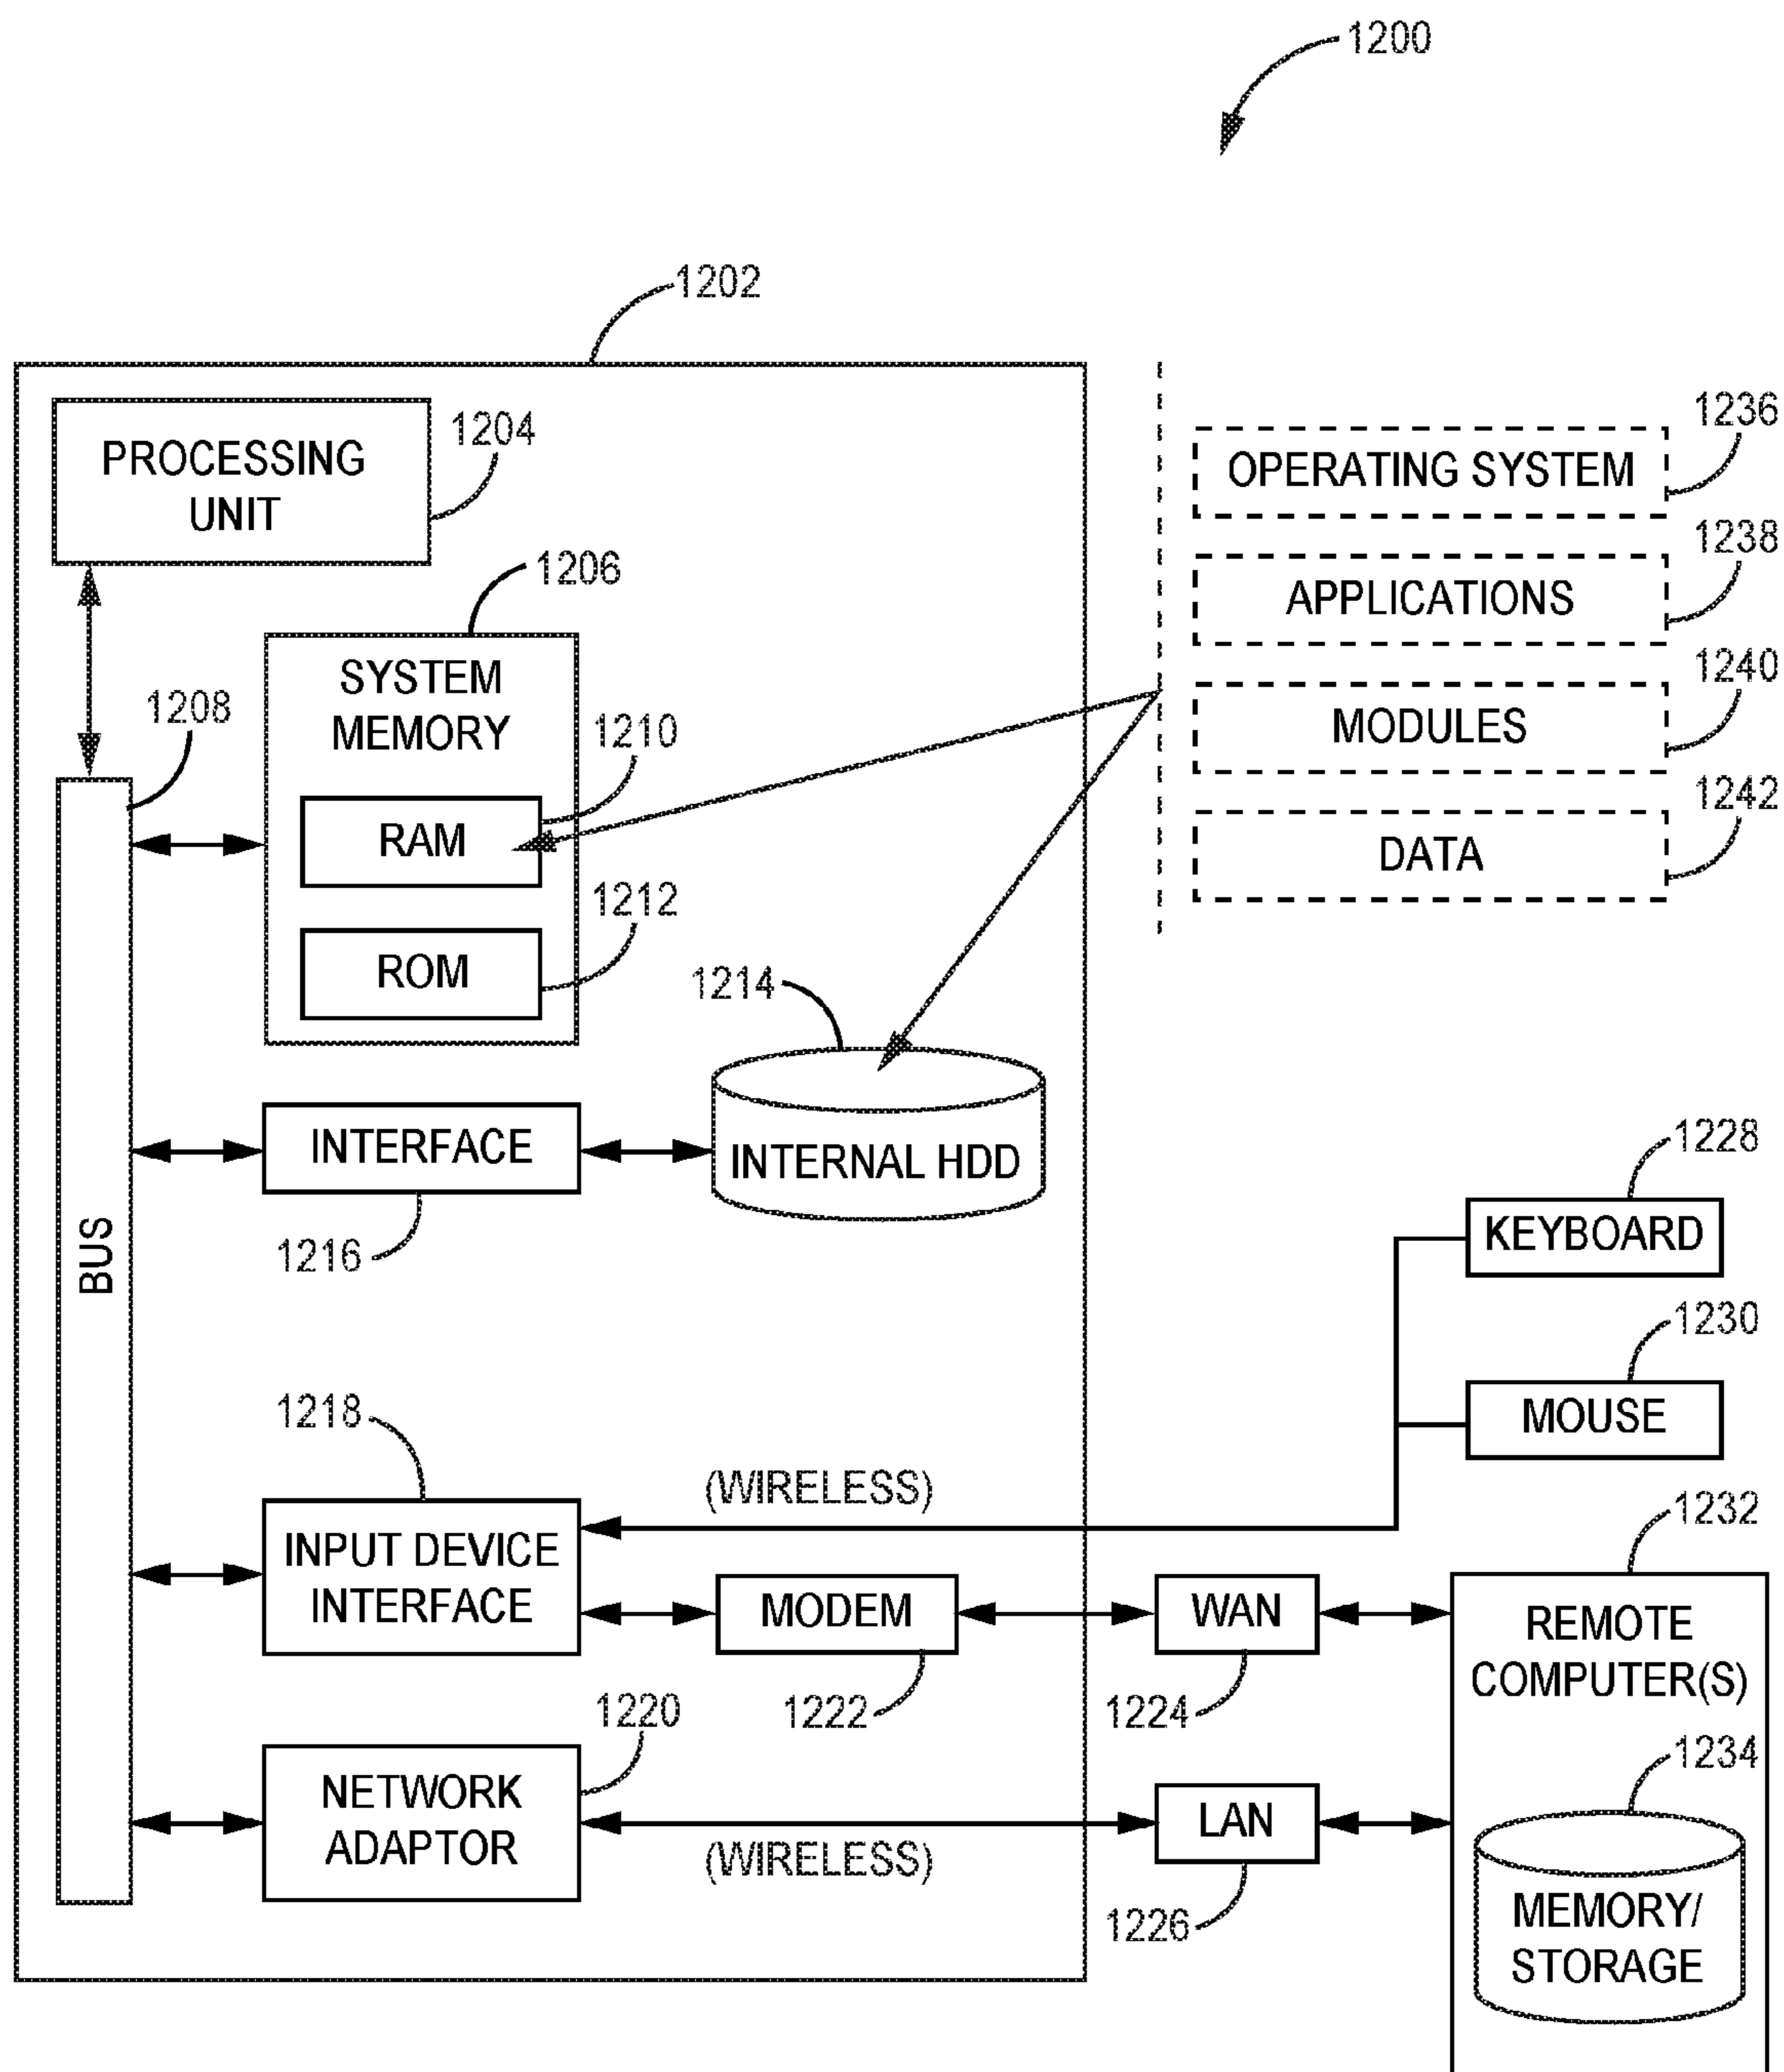 1200
1202
PROCESSING
UNIT
1204
1206
SYSTEM
MEMORY
1208
1210
RAM
1212
ROM
1214
INTERFACE
1216
INTERNAL HDD
BUS
1218
(WIRELESS)
INPUT DEVICE
INTERFACE
MODEM
1222
1220
NETWORK
ADAPTOR
(WIRELESS)
1236
OPERATING SYSTEM
1238
APPLICATIONS
1240
MODULES
1242
DATA
1228
KEYBOARD
1230
MOUSE
1232
WAN
1224
REMOTE
COMPUTER(S)
LAN
1226
1234
MEMORY/
STORAGE